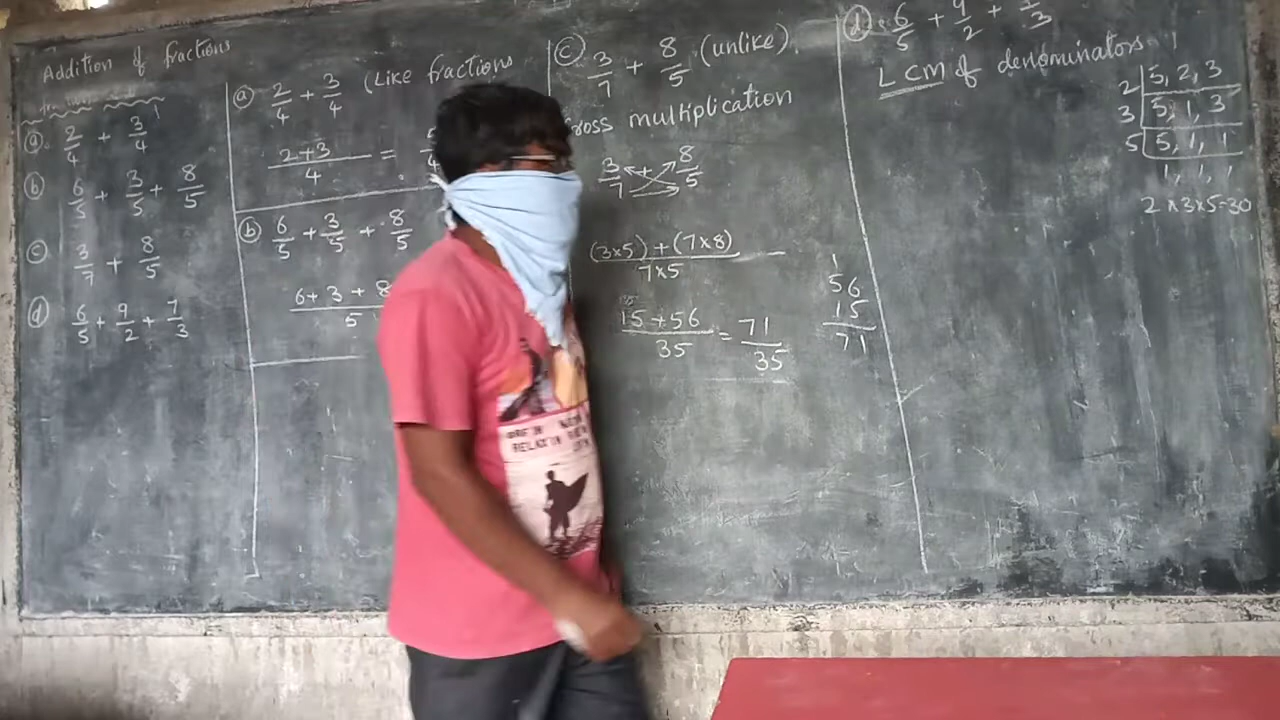 Addition of fractions
ⓐ 2/4 + 3/4
ⓑ 6/5 + 3/5 + 8/5
ⓒ 3/7 + 8/5
ⓓ 6/5 + 9/2 + 7/3
ⓐ 2/4 + 3/4 (Like fractions
2+3/4 =
ⓑ 6/5 + 3/5 + 8/5
6+3+8/5
ⓒ 3/7 + 8/5 (unlike)
multiplication
3/7 + 8/5
(3×5)+(7×8)/7×5
15+56/35 = 71/35
1
56
15
71
ⓓ 6/5 + 9/2 + 7/3
LCM of denominators
2 | 5, 2, 3
3 | 5, 1, 3
5 | 5, 1, 1
1, 1, 1
2×3×5=30
RELAX'IN